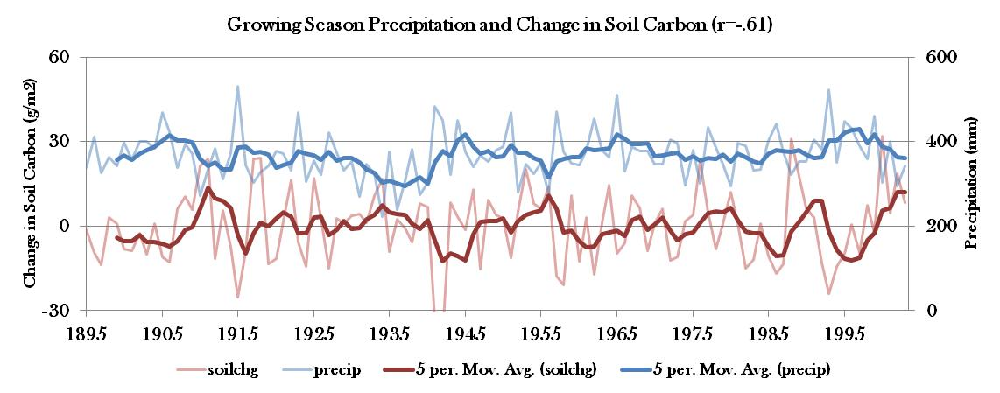 Growing Season Precipitation and Change in Soil Carbon (r=-.61)
Change in Soil Carbon (g/m2)
60
30
0
-30
600
400
200
0
Precipitation (mm)
1895 1905 1915 1925 1935 1945 1955 1965 1975 1985 1995
soilchg precip 5 per. Mov. Avg. (soilchg) 5 per. Mov. Avg. (precip)